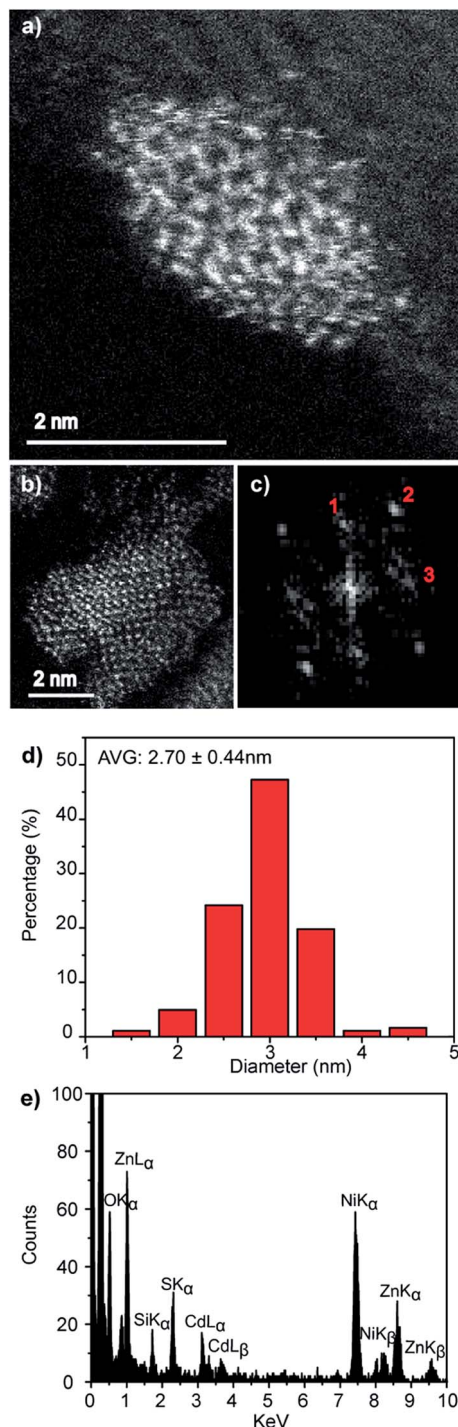 a)
2 nm
b)
2 nm
c)
1
2
3
d)
AVG: 2.70 ± 0.44nm
50
40
30
20
10
0
Percentage (%)
1 2 3 4 5
Diameter (nm)
e)
100
80
60
40
20
0
Counts
ZnLα
OKα
SiKα
SKα
CdLα
CdLβ
NiKα
NiKβ
ZnKα
ZnKβ
0 1 2 3 4 5 6 7 8 9 10
KeV